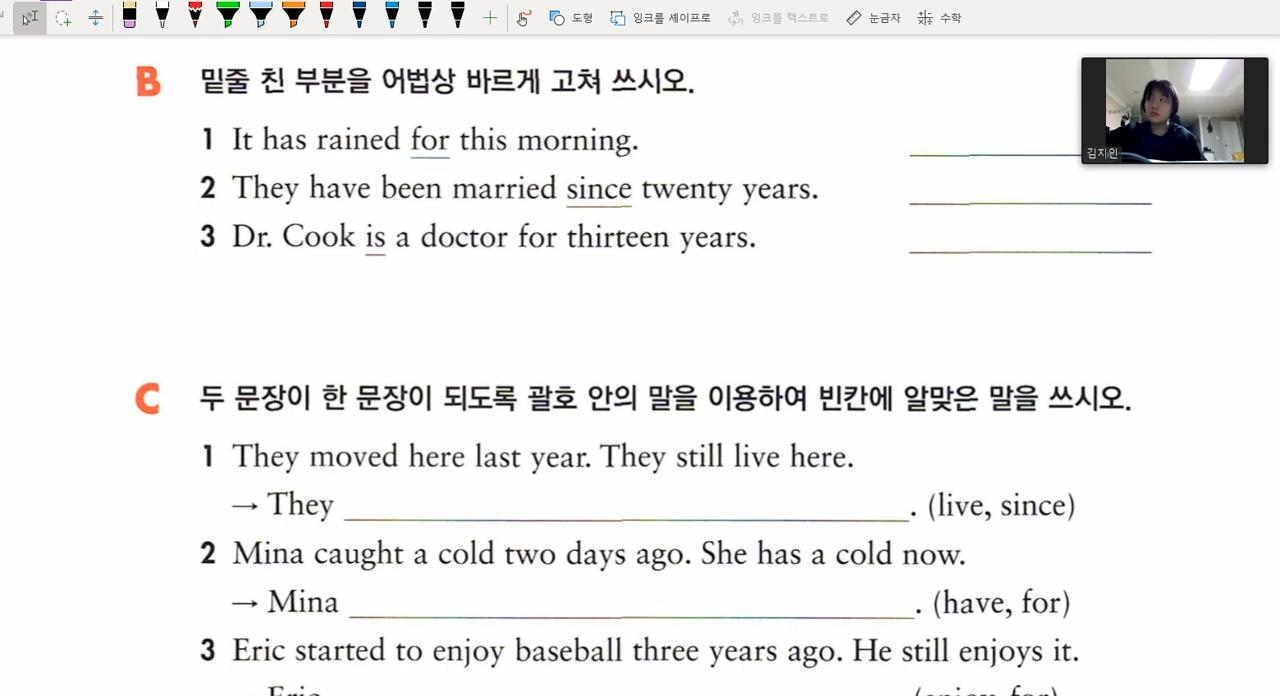 도형 잉크를 셰이프로 잉크를 텍스트로 눈금자 수학
B 밑줄 친 부분을 어법상 바르게 고쳐 쓰시오.
김지인
1 It has rained for this morning.
2 They have been married since twenty years.
3 Dr. Cook is a doctor for thirteen years.
C 두 문장이 한 문장이 되도록 괄호 안의 말을 이용하여 빈칸에 알맞은 말을 쓰시오.
1 They moved here last year. They still live here.
→ They . (live, since)
2 Mina caught a cold two days ago. She has a cold now.
→ Mina . (have, for)
3 Eric started to enjoy baseball three years ago. He still enjoys it.
→ Eric (enjoy, for)